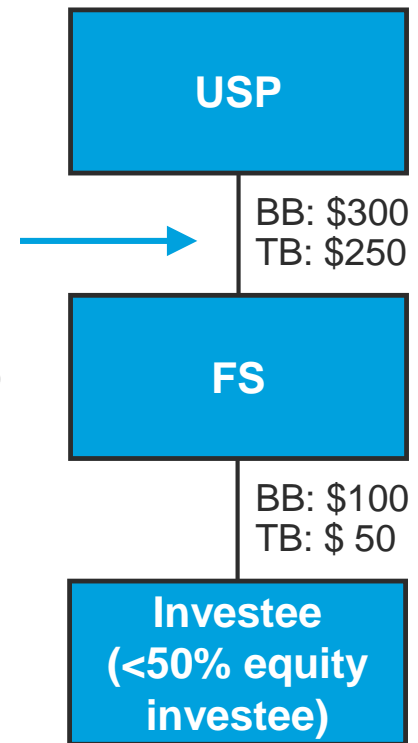 USP
BB: $300
TB: $250
FS
BB: $100
TB: $ 50
Investee
(<50% equity
investee)